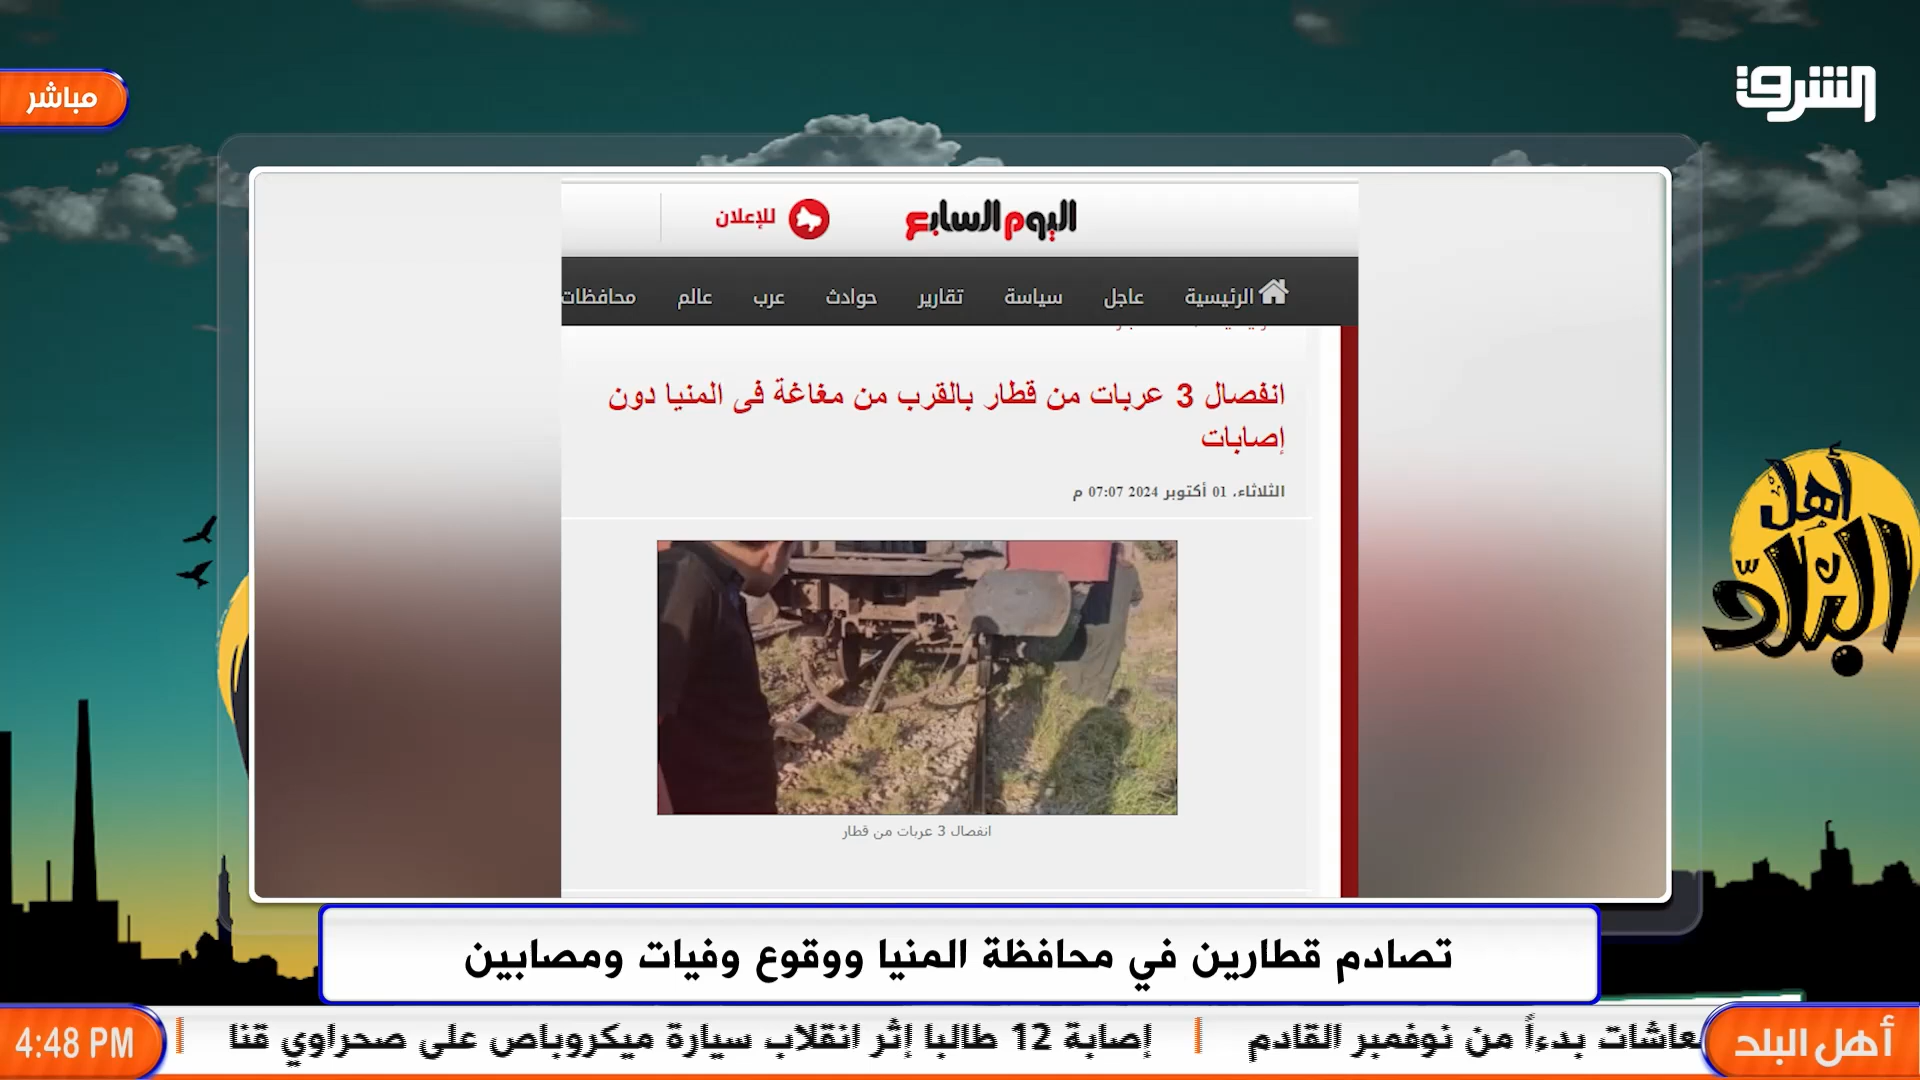 مباشر
الشرق
اليوم السابع
للإعلان
الرئيسية عاجل سياسة تقارير حوادث عرب عالم محافظات
انفصال 3 عربات من قطار بالقرب من مغاغة فى المنيا دون
إصابات
الثلاثاء، 01 أكتوبر 2024 07:07 م
انفصال 3 عربات من قطار
أهل
البلد
تصادم قطارين في محافظة المنيا ووقوع وفيات ومصابين
أهل البلد
عاشات بدءاً من نوفمبر القادم | إصابة 12 طالبا إثر انقلاب سيارة ميكروباص على صحراوي قنا |
4:48 PM